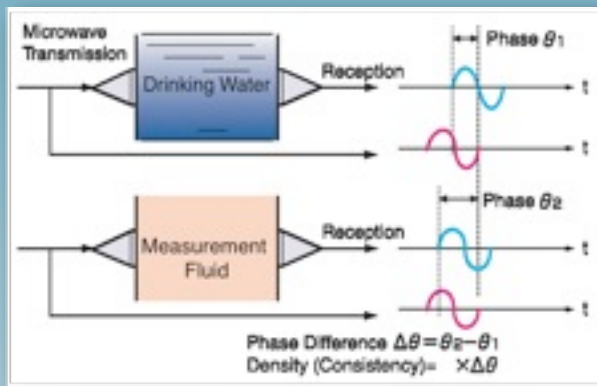 Microwave
Transmission
Drinking Water
Reception
Phase θ1
t
t
Measurement
Fluid
Reception
Phase θ2
t
t
Phase Difference Δθ=θ2-θ1
Density (Consistency)= ×Δθ